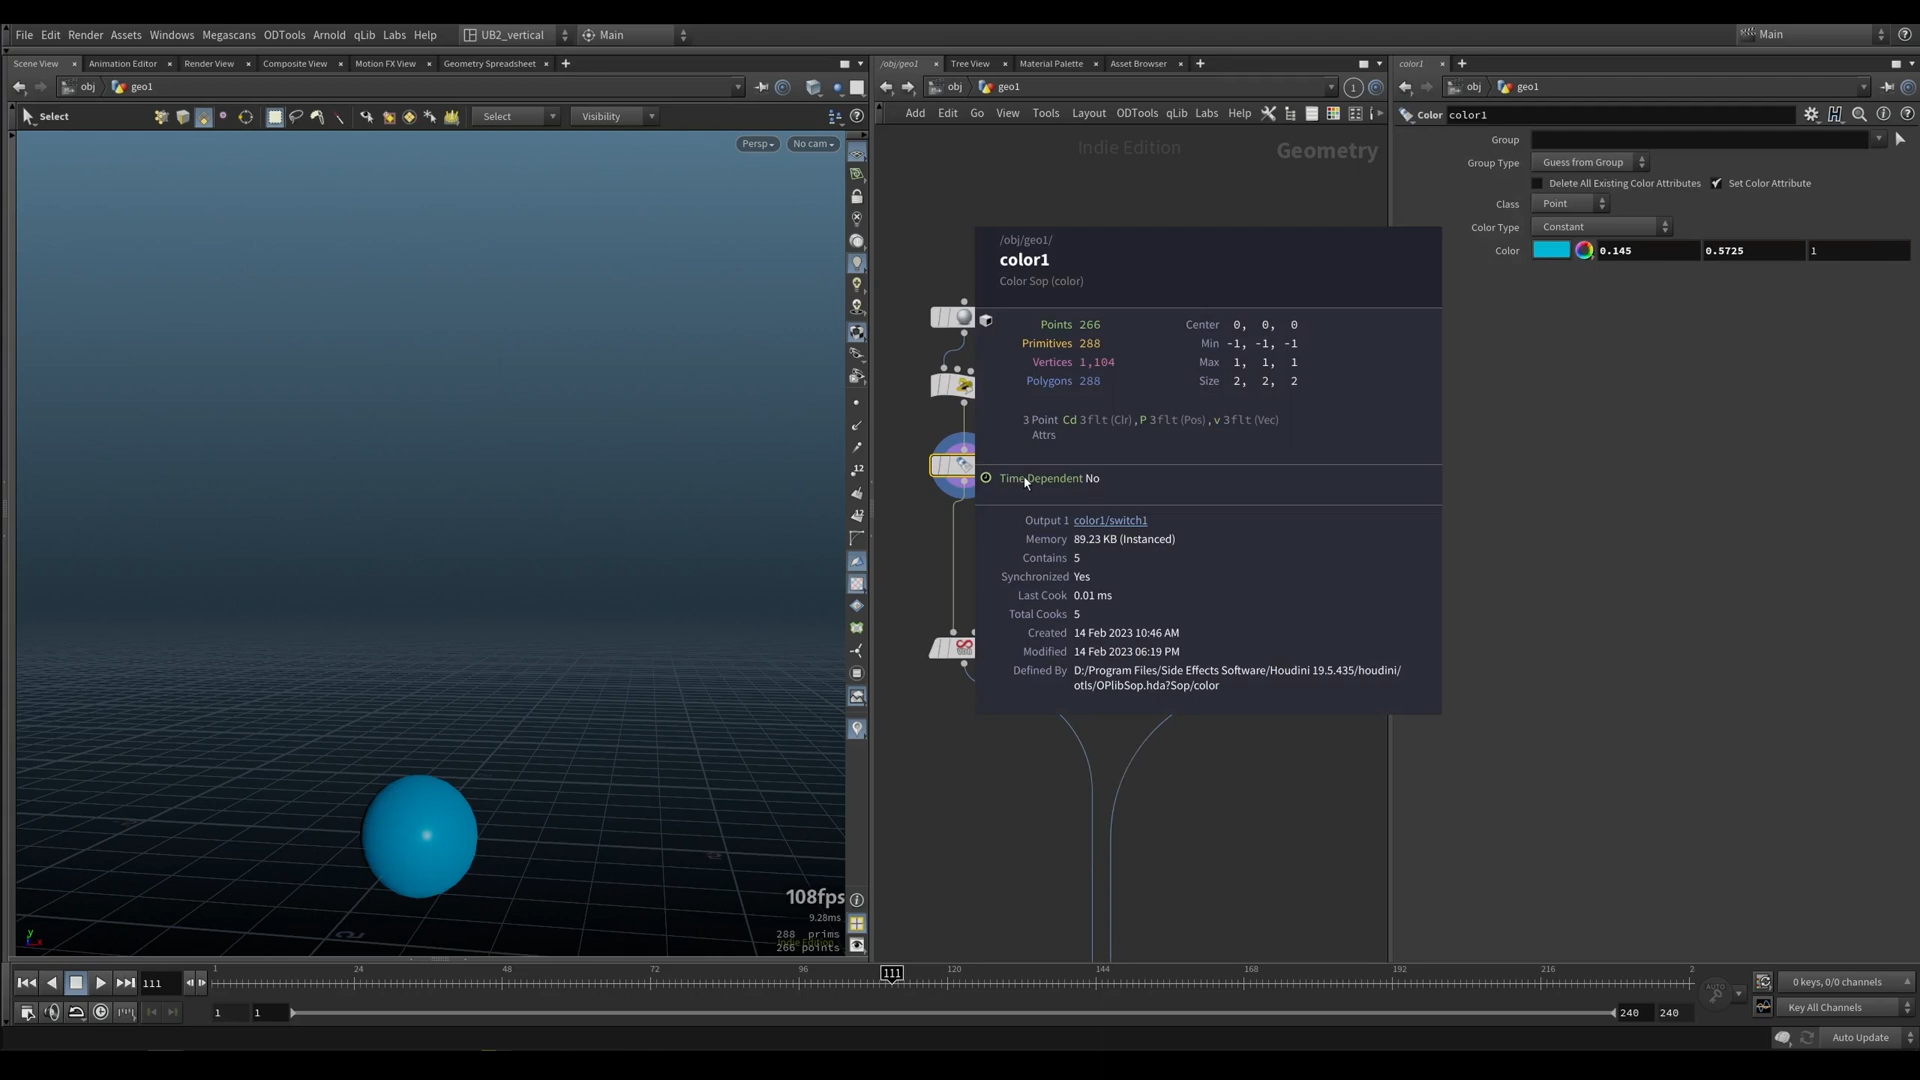 File Edit Render Assets Windows Megascans ODTools Arnold qLib Labs Help UB2_vertical Main Main
Scene View Animation Editor Render View Composite View Motion FX View Geometry Spreadsheet
obj geo1
Select Select Visibility
Persp No cam
108fps
9.28ms
288 prims
Indie Edition
266 points
y
x
12
12
/obj/geo1 Tree View Material Palette Asset Browser
obj geo1 1
Add Edit Go View Tools Layout ODTools qLib Labs Help
Indie Edition Geometry
/obj/geo1/
color1
Color Sop (color)
Points 266 Center 0, 0, 0
Primitives 288 Min -1, -1, -1
Vertices 1,104 Max 1, 1, 1
Polygons 288 Size 2, 2, 2
3 Point Cd 3flt (Clr), P 3flt (Pos), v 3flt (Vec)
Attrs
Time Dependent No
Output 1 color1/switch1
Memory 89.23 KB (Instanced)
Contains 5
Synchronized Yes
Last Cook 0.01 ms
Total Cooks 5
Created 14 Feb 2023 10:46 AM
Modified 14 Feb 2023 06:19 PM
Defined By D:/Program Files/Side Effects Software/Houdini 19.5.435/houdini/
otls/OPlibSop.hda?Sop/color
color1
obj geo1
Color color1
Group
Group Type Guess from Group
Delete All Existing Color Attributes Set Color Attribute
Class Point
Color Type Constant
Color 0.145 0.5725 1
111 1 24 48 72 96 111 120 144 168 192 216 2 AUTO 0 keys, 0/0 channels
1 1 240 240 Key All Channels
Auto Update